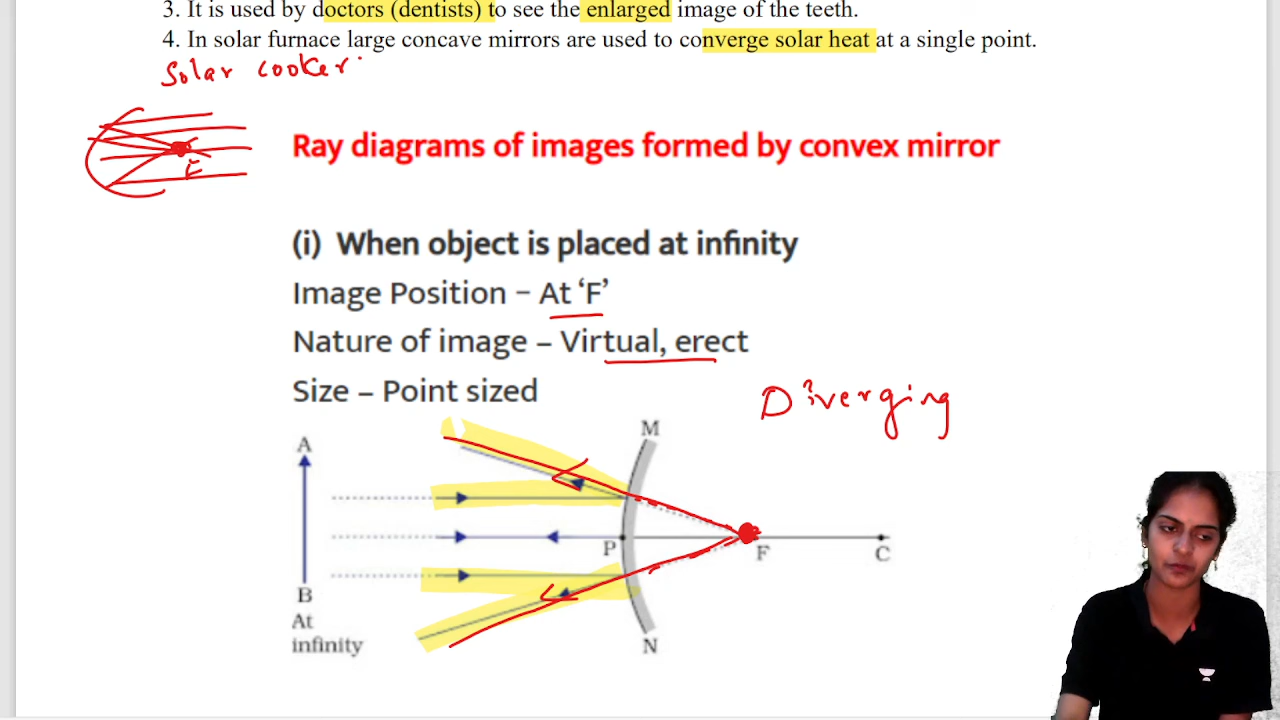 3. It is used by doctors (dentists) to see the enlarged image of the teeth.
4. In solar furnace large concave mirrors are used to converge solar heat at a single point.
Solar cooker.
F
Ray diagrams of images formed by convex mirror
(i) When object is placed at infinity
Image Position – At ‘F’
Nature of image – Virtual, erect
Size – Point sized
Diverging
A
M
P
F
C
B
At
infinity
N